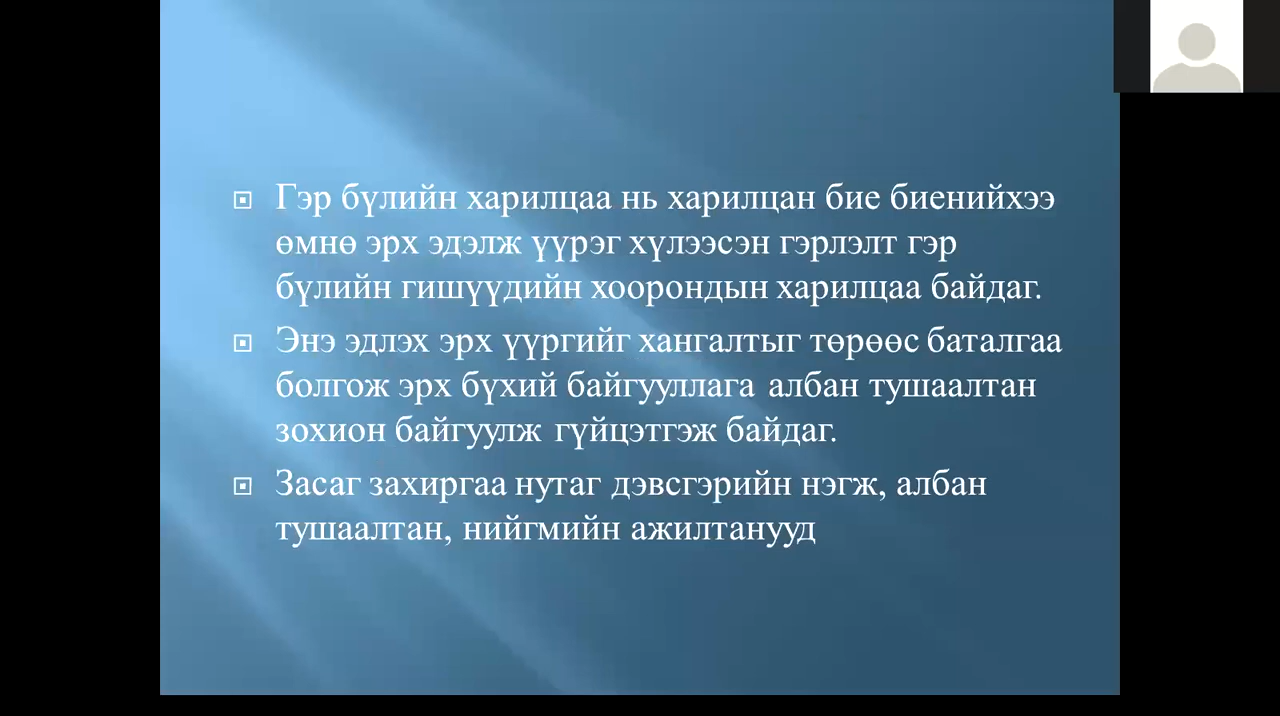 Гэр бүлийн харилцаа нь харилцан бие биенийхээ
өмнө эрх эдэлж үүрэг хүлээсэн гэрлэлт гэр
бүлийн гишүүдийн хоорондын харилцаа байдаг.
Энэ эдлэх эрх үүргийг хангалтыг төрөөс баталгаа
болгож эрх бүхий байгууллага албан тушаалтан
зохион байгуулж гүйцэтгэж байдаг.
Засаг захиргаа нутаг дэвсгэрийн нэгж, албан
тушаалтан, нийгмийн ажилтанууд